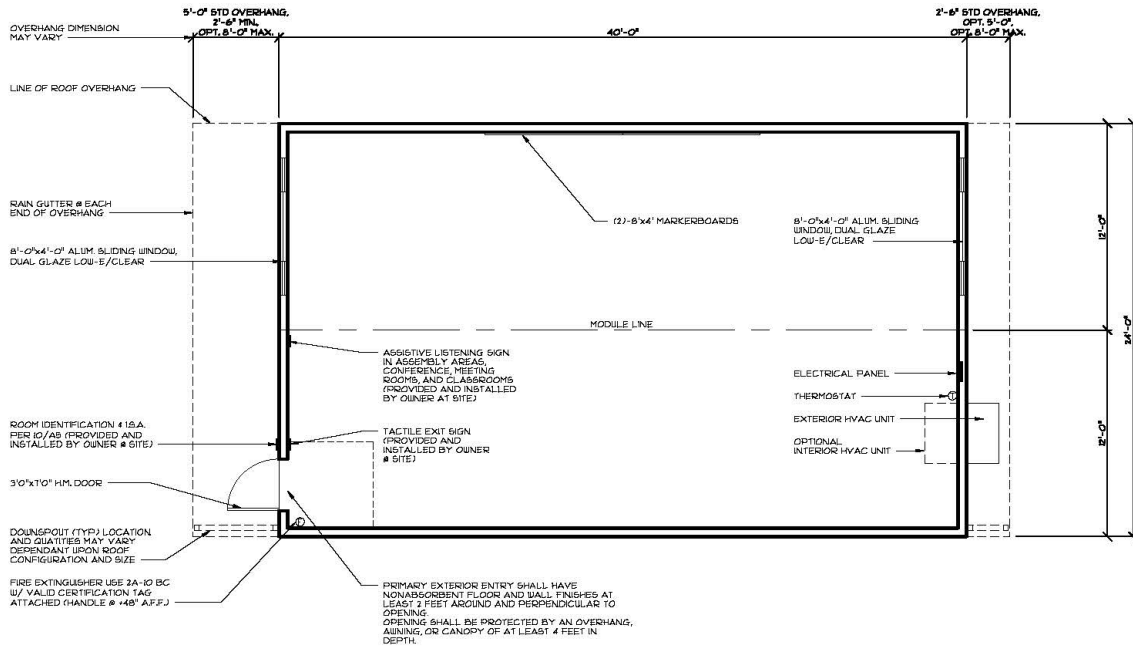 5'-0" STD OVERHANG,
2'-6" MIN,
OPT. 8'-0" MAX.
40'-0"
2'-6" STD OVERHANG,
OPT. 5'-0",
OPT. 8'-0" MAX.
OVERHANG DIMENSION
MAY VARY
LINE OF ROOF OVERHANG
RAIN GUTTER @ EACH
END OF OVERHANG
8'-0"x4'-0" ALUM. SLIDING WINDOW,
DUAL GLAZE LOW-E/CLEAR
(2)-8'x4' MARKERBOARDS
8'-0"x4'-0" ALUM. SLIDING
WINDOW, DUAL GLAZE
LOW-E/CLEAR
12'-0"
24'-0"
MODULE LINE
ASSISTIVE LISTENING SIGN
IN ASSEMBLY AREAS,
CONFERENCE, MEETING
ROOMS, AND CLASSROOMS
(PROVIDED AND INSTALLED
BY OWNER AT SITE)
ELECTRICAL PANEL
THERMOSTAT
EXTERIOR HVAC UNIT
OPTIONAL
INTERIOR HVAC UNIT
12'-0"
ROOM IDENTIFICATION & I.S.A.
PER 10/A5 (PROVIDED AND
INSTALLED BY OWNER @ SITE)
TACTILE EXIT SIGN
(PROVIDED AND
INSTALLED BY OWNER
@ SITE)
3'0"x7'0" H.M. DOOR
DOWNSPOUT (TYP.) LOCATION
AND QUATITIES MAY VARY
DEPENDANT UPON ROOF
CONFIGURATION AND SIZE
FIRE EXTINGUISHER USE 2A-10 BC
W/ VALID CERTIFICATION TAG
ATTACHED (HANDLE @ +48" A.F.F.)
PRIMARY EXTERIOR ENTRY SHALL HAVE
NONABSORBENT FLOOR AND WALL FINISHES AT
LEAST 2 FEET AROUND AND PERPENDICULAR TO
OPENING.
OPENING SHALL BE PROTECTED BY AN OVERHANG,
AWNING, OR CANOPY OF AT LEAST 4 FEET IN
DEPTH.